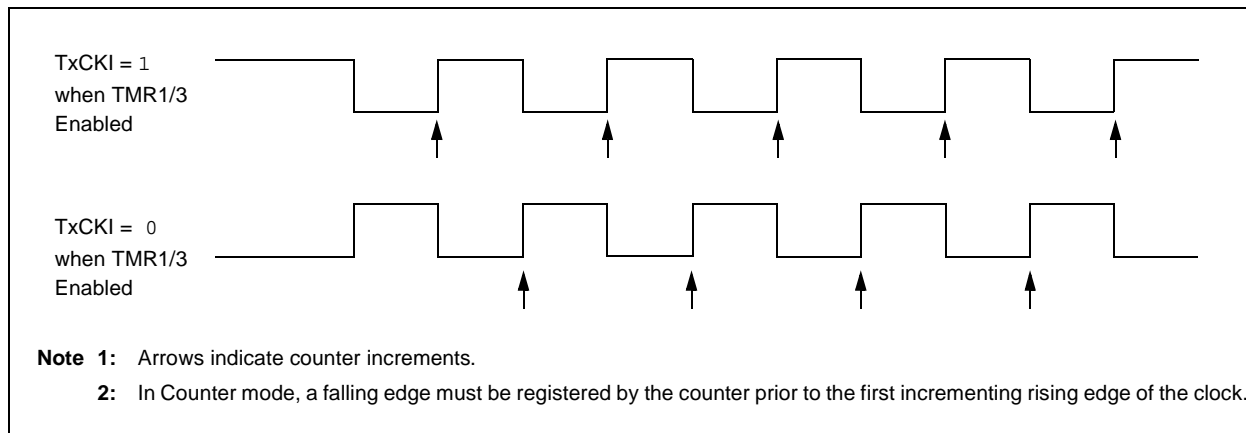 TxCKI = 1
when TMR1/3
Enabled
TxCKI = 0
when TMR1/3
Enabled
Note 1: Arrows indicate counter increments.
2: In Counter mode, a falling edge must be registered by the counter prior to the first incrementing rising edge of the clock.